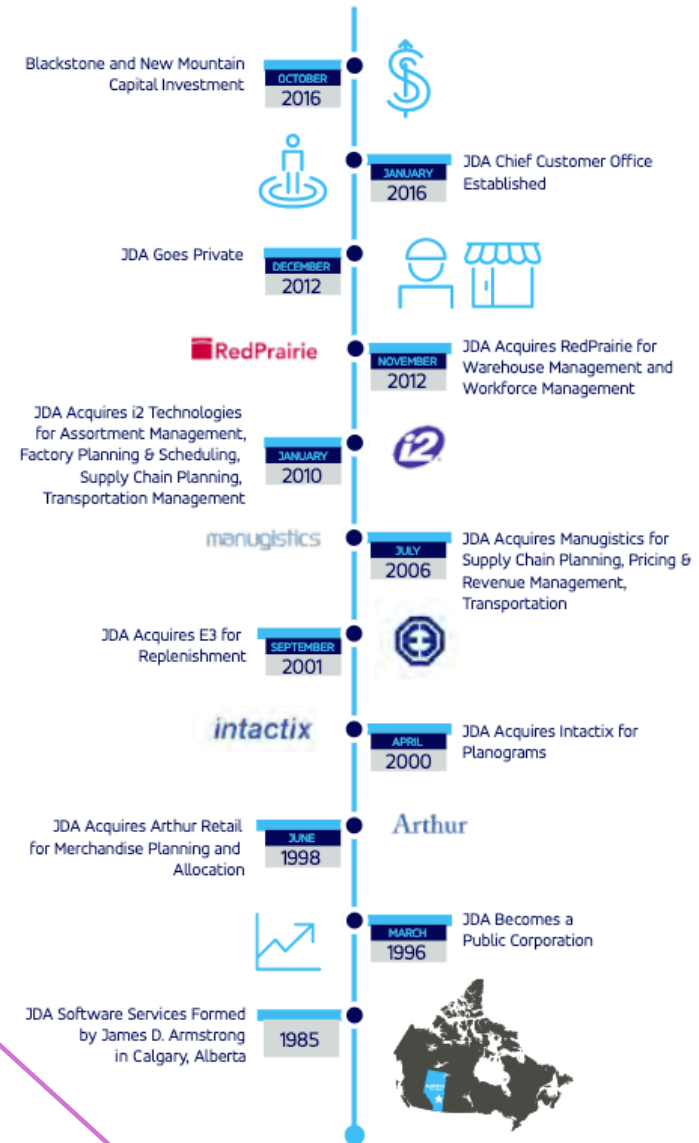 Blackstone and New Mountain
Capital Investment
OCTOBER
2016
JDA Chief Customer Office
Established
JANUARY
2016
JDA Goes Private
DECEMBER
2012
RedPrairie
JDA Acquires RedPrairie for
Warehouse Management and
Workforce Management
NOVEMBER
2012
JDA Acquires i2 Technologies
for Assortment Management,
Factory Planning & Scheduling,
Supply Chain Planning,
Transportation Management
JANUARY
2010
i2
manugistics
JDA Acquires Manugistics for
Supply Chain Planning, Pricing &
Revenue Management,
Transportation
JULY
2006
JDA Acquires E3 for
Replenishment
SEPTEMBER
2001
E3
intactix
JDA Acquires Intactix for
Planograms
APRIL
2000
JDA Acquires Arthur Retail
for Merchandise Planning and
Allocation
JUNE
1998
Arthur
JDA Becomes a
Public Corporation
MARCH
1996
JDA Software Services Formed
by James D. Armstrong
in Calgary, Alberta
1985